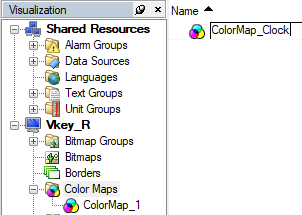 Visualization
Shared Resources
Alarm Groups
Data Sources
Languages
Text Groups
Unit Groups
Vkey_R
Bitmap Groups
Bitmaps
Borders
Color Maps
ColorMap_1
Name
ColorMap_Clock